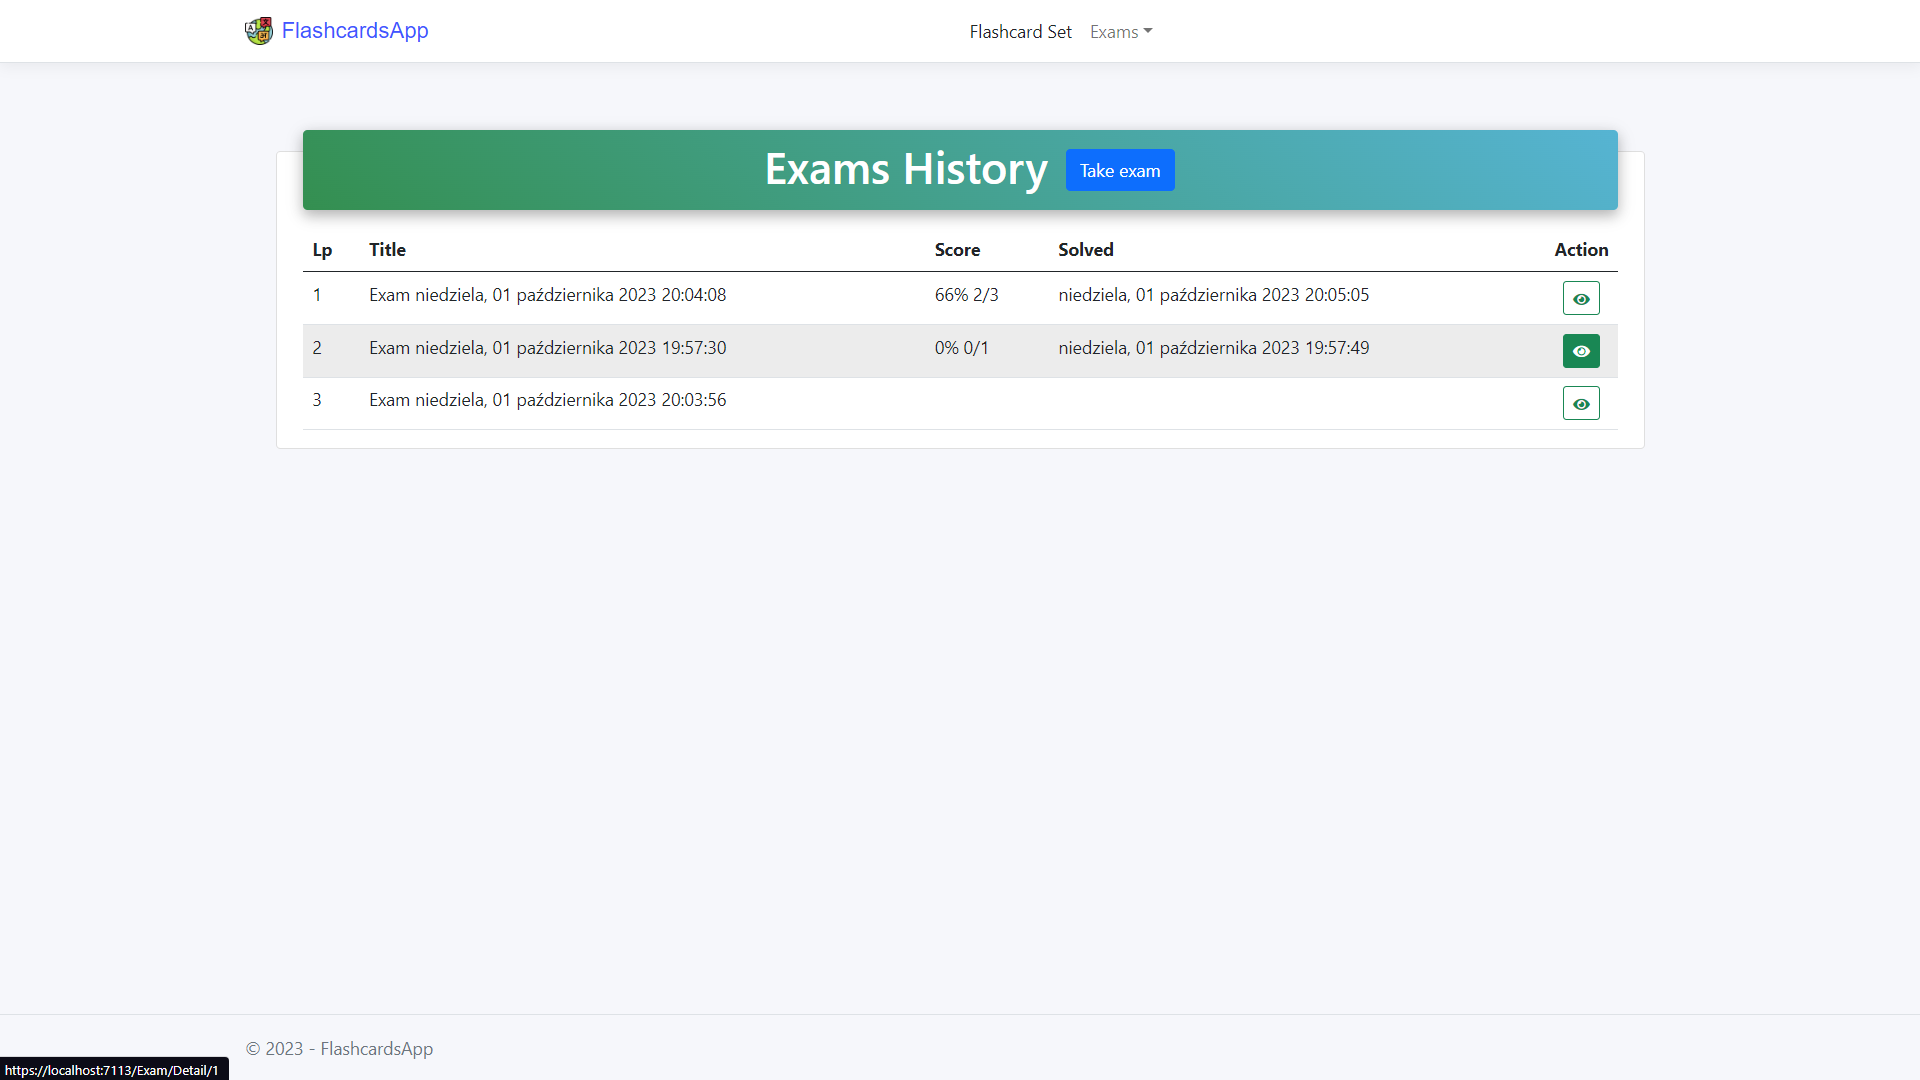 FlashcardsApp
Flashcard Set Exams
Exams History Take exam
Lp Title Score Solved Action
1 Exam niedziela, 01 października 2023 20:04:08 66% 2/3 niedziela, 01 października 2023 20:05:05
2 Exam niedziela, 01 października 2023 19:57:30 0% 0/1 niedziela, 01 października 2023 19:57:49
3 Exam niedziela, 01 października 2023 20:03:56
© 2023 - FlashcardsApp
https://localhost:7113/Exam/Detail/1